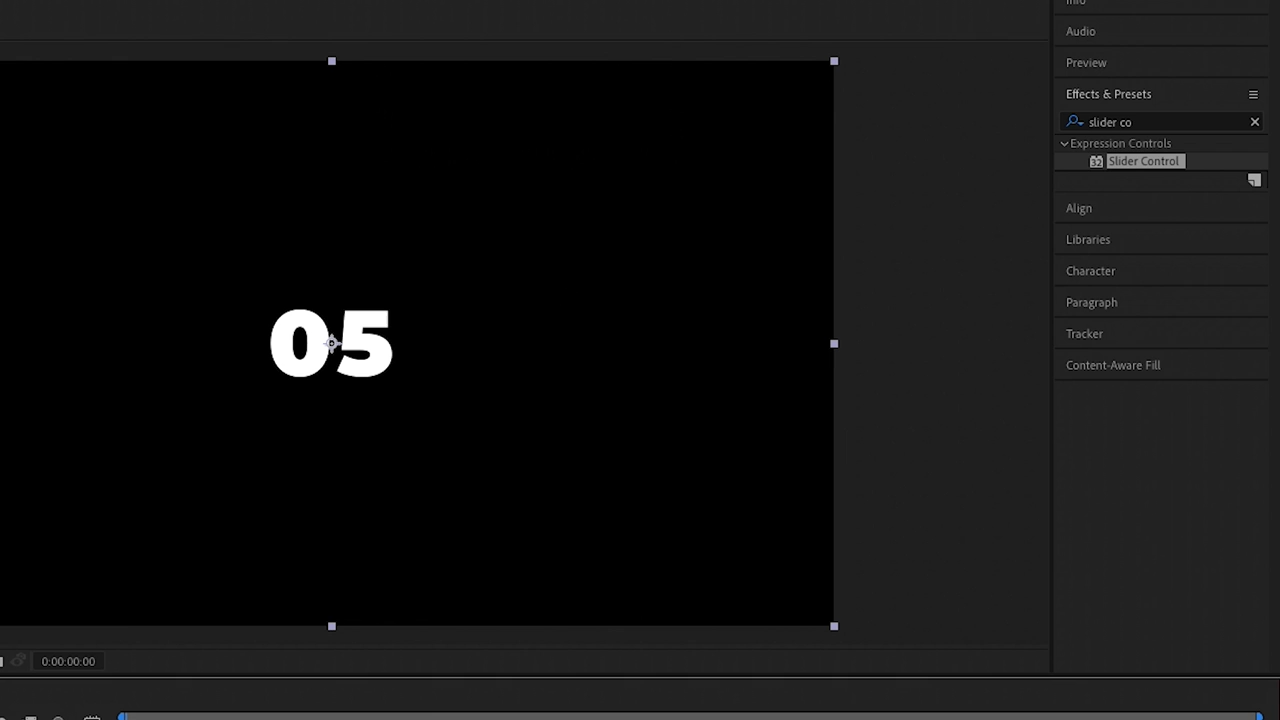 Info
Audio
Preview
Effects & Presets
slider co
Expression Controls
32 Slider Control
Align
Libraries
Character
Paragraph
Tracker
Content-Aware Fill
05
0:00:00:00